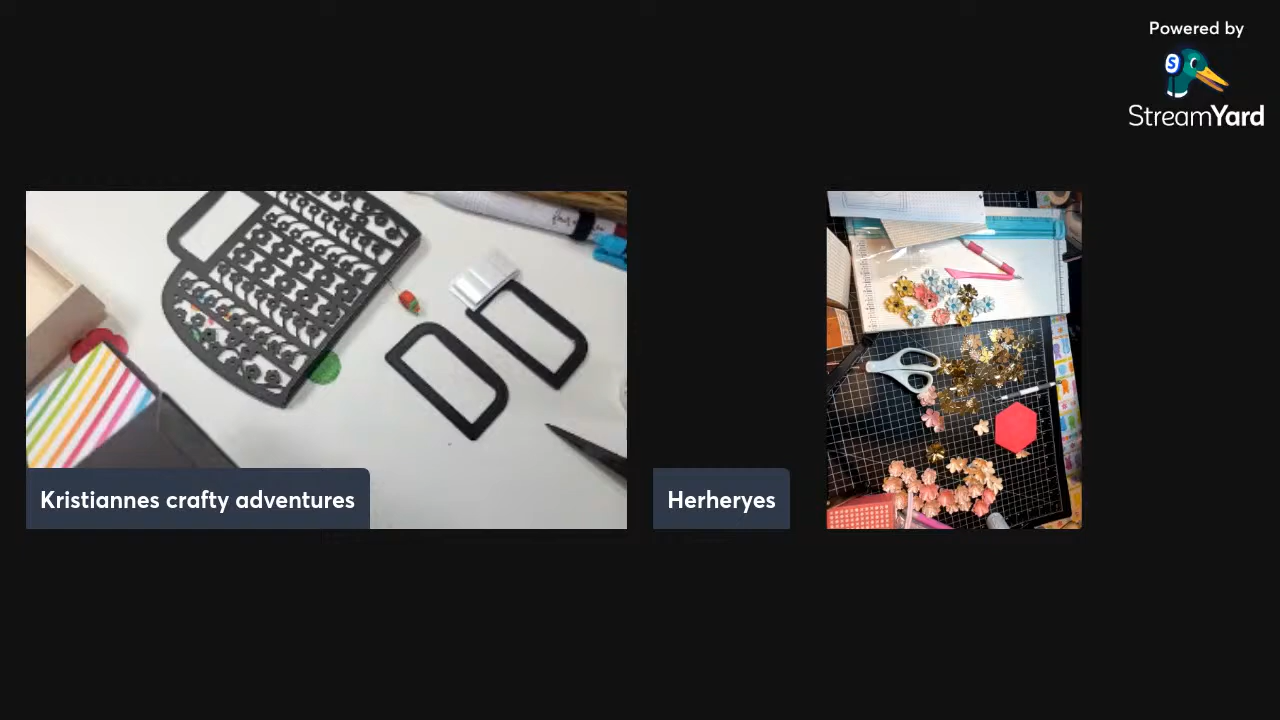 Powered by
S
StreamYard
Kristiannes crafty adventures
Herheryes